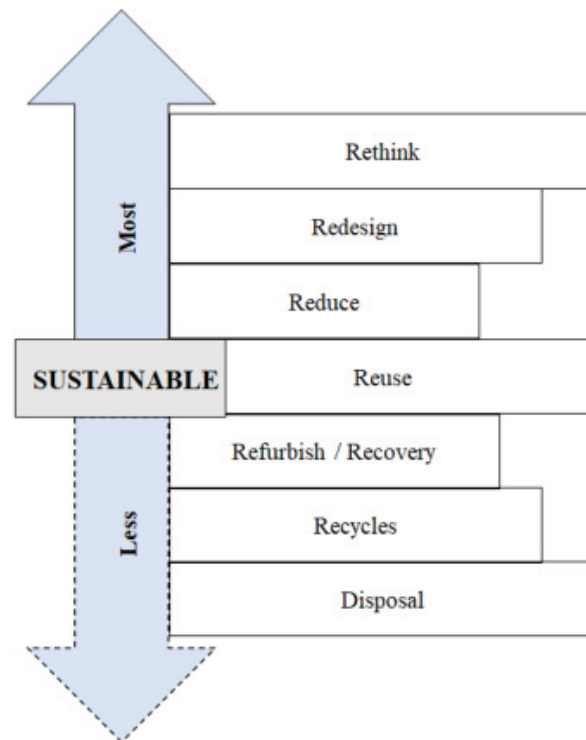 Rethink
Redesign
Most
Reduce
SUSTAINABLE
Reuse
Refurbish / Recovery
Less
Recycles
Disposal